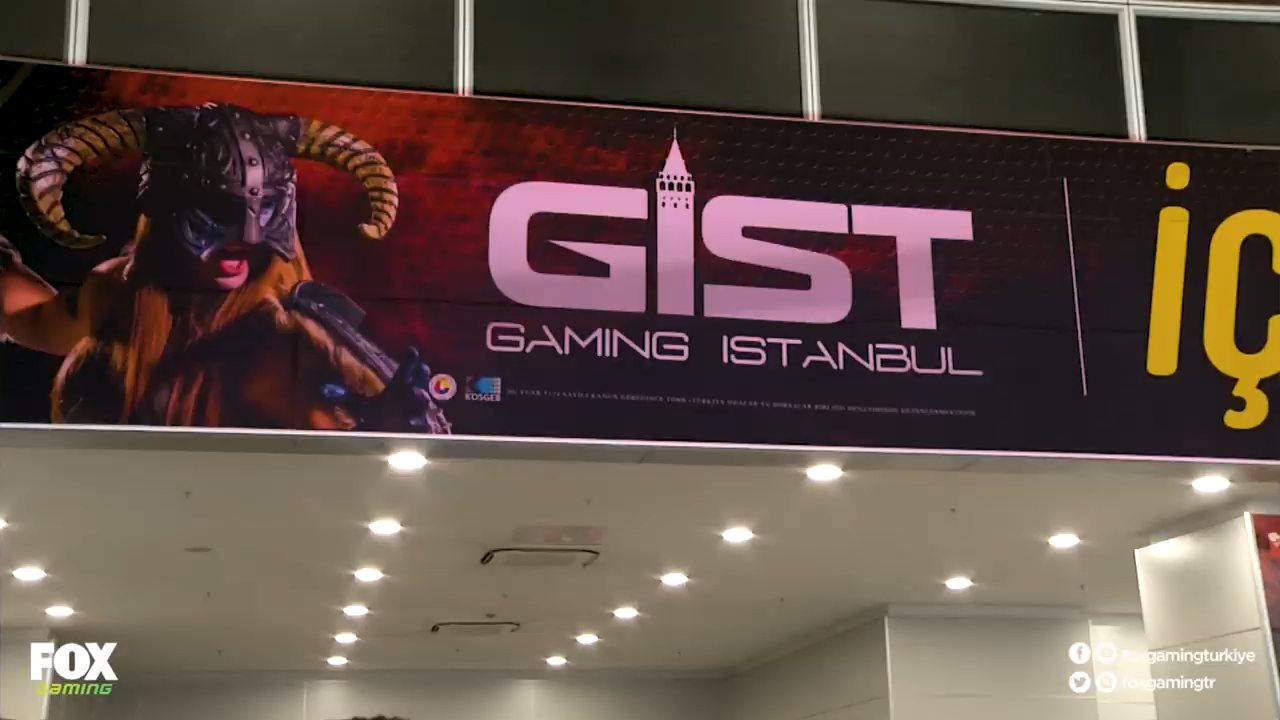 GIST
GAMING ISTANBUL
KOSGEB
İÇ
FOX
GAMING
foxgamingturkiye
foxgamingtr